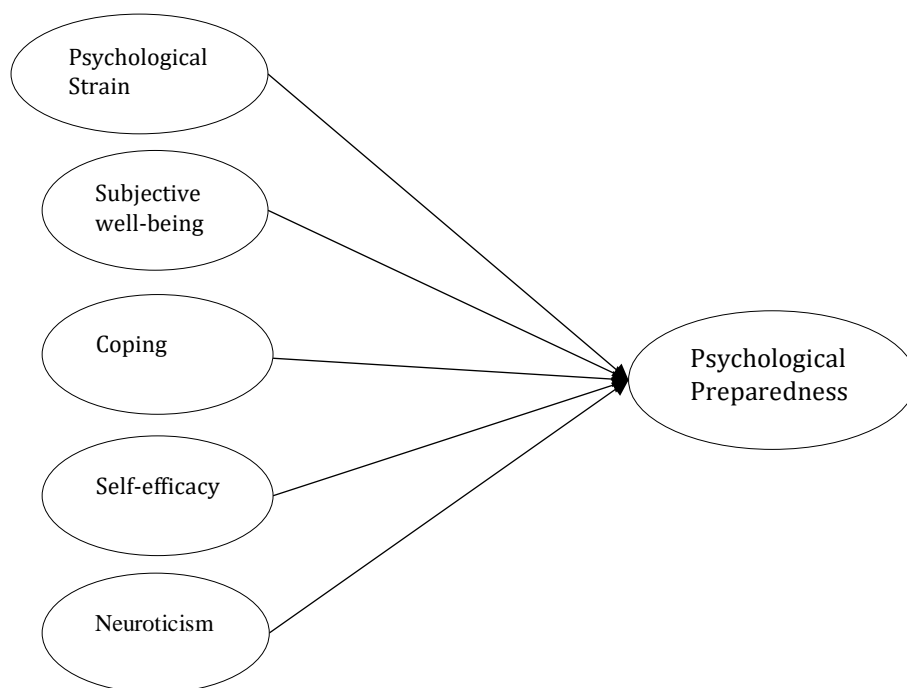 Psychological
Strain
Subjective
well-being
Coping
Psychological
Preparedness
Self-efficacy
Neuroticism